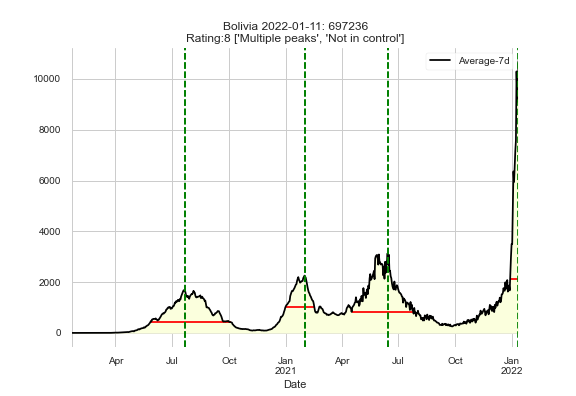 Bolivia 2022-01-11: 697236
Rating:8 ['Multiple peaks', 'Not in control']
Average-7d
10000
8000
6000
4000
2000
0
Apr Jul Oct Jan Apr Jul Oct Jan
2021 2022
Date